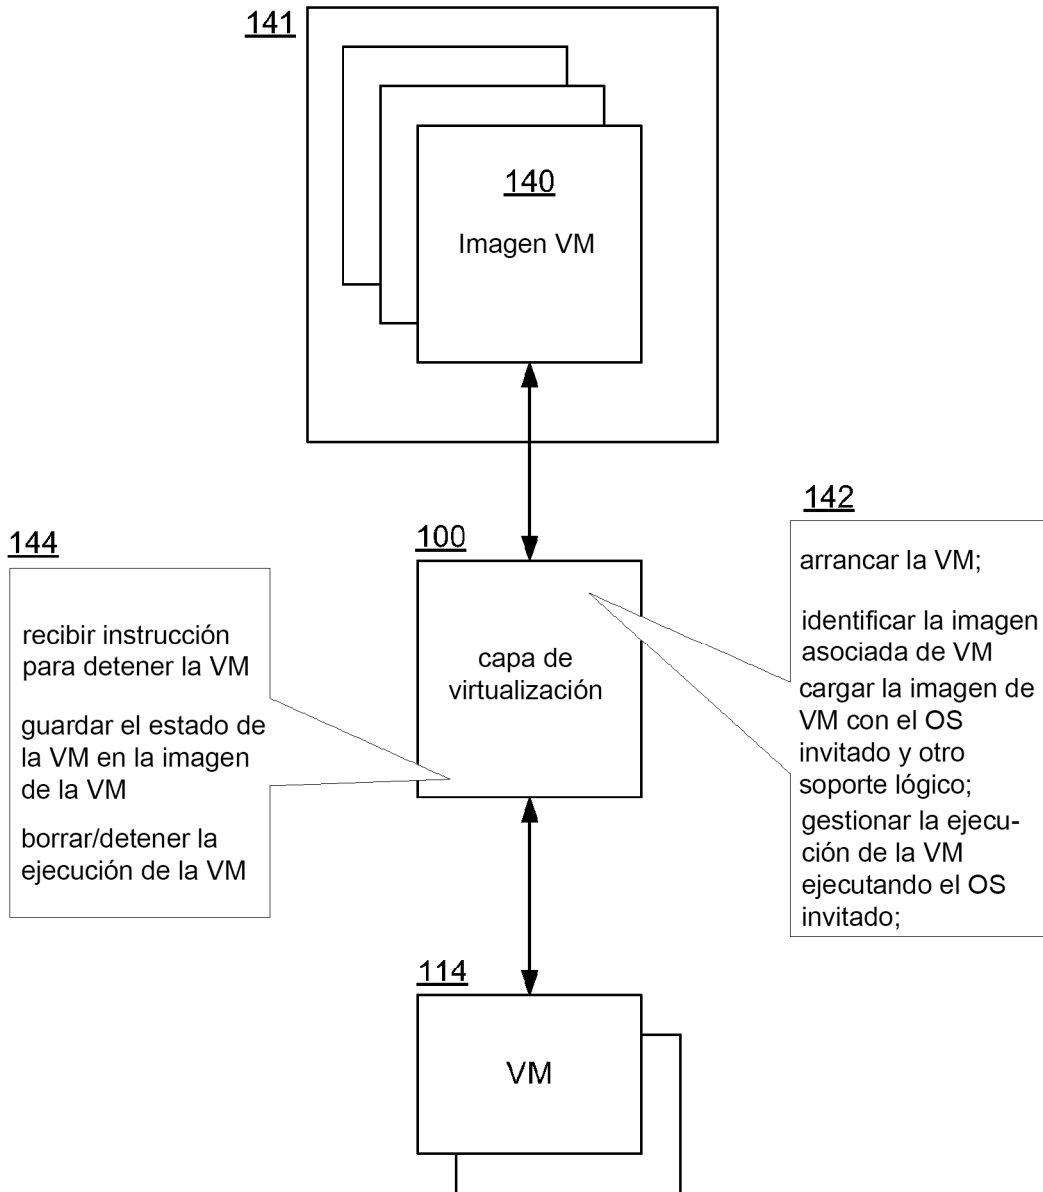 141
140
Imagen VM
142
100
144
arrancar la VM;
identificar la imagen
asociada de VM
cargar la imagen de
VM con el OS
invitado y otro
soporte lógico;
gestionar la ejecu-
ción de la VM
ejecutando el OS
invitado;
recibir instrucción
para detener la VM
guardar el estado de
la VM en la imagen
de la VM
borrar/detener la
ejecución de la VM
capa de
virtualización
114
VM